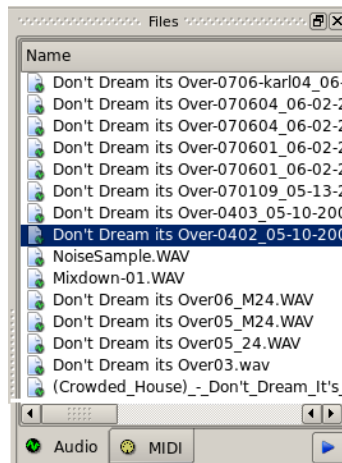 Files
Name
Don't Dream its Over-0706-karl04_06-
Don't Dream its Over-070604_06-02-2
Don't Dream its Over-070604_06-02-2
Don't Dream its Over-070601_06-02-2
Don't Dream its Over-070601_06-02-2
Don't Dream its Over-070109_05-13-2
Don't Dream its Over-0403_05-10-200
Don't Dream its Over-0402_05-10-200
NoiseSample.WAV
Mixdown-01.WAV
Don't Dream its Over06_M24.WAV
Don't Dream its Over05_M24.WAV
Don't Dream its Over05_24.WAV
Don't Dream its Over03.wav
(Crowded_House)_-_Don't_Dream_It's_
Audio MIDI